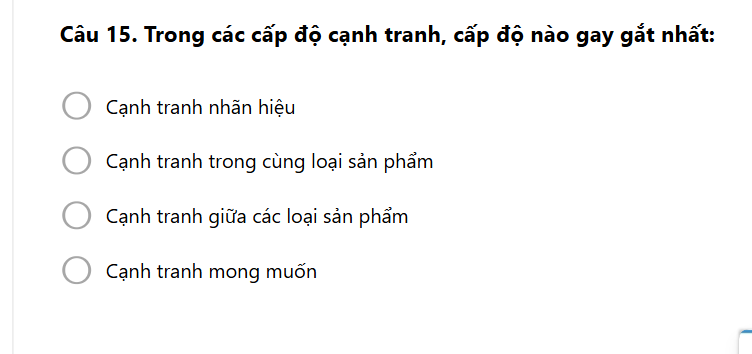 Câu 15. Trong các cấp độ cạnh tranh, cấp độ nào gay gắt nhất:
Cạnh tranh nhãn hiệu
Cạnh tranh trong cùng loại sản phẩm
Cạnh tranh giữa các loại sản phẩm
Cạnh tranh mong muốn